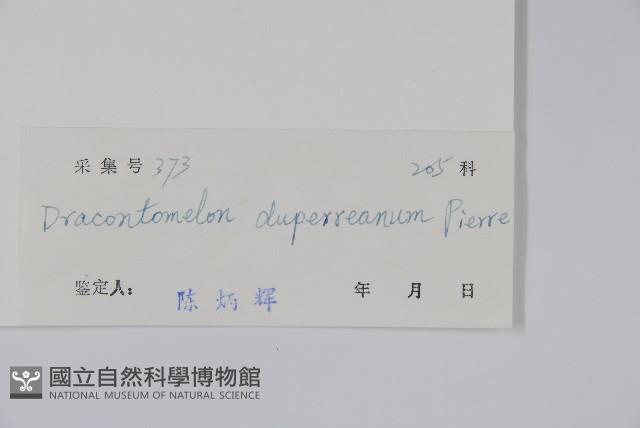 采集号 373 205 科
Dracontomelon duperreanum Pierre
鉴定人: 陈炳辉 年 月 日
國立自然科學博物館
NATIONAL MUSEUM OF NATURAL SCIENCE